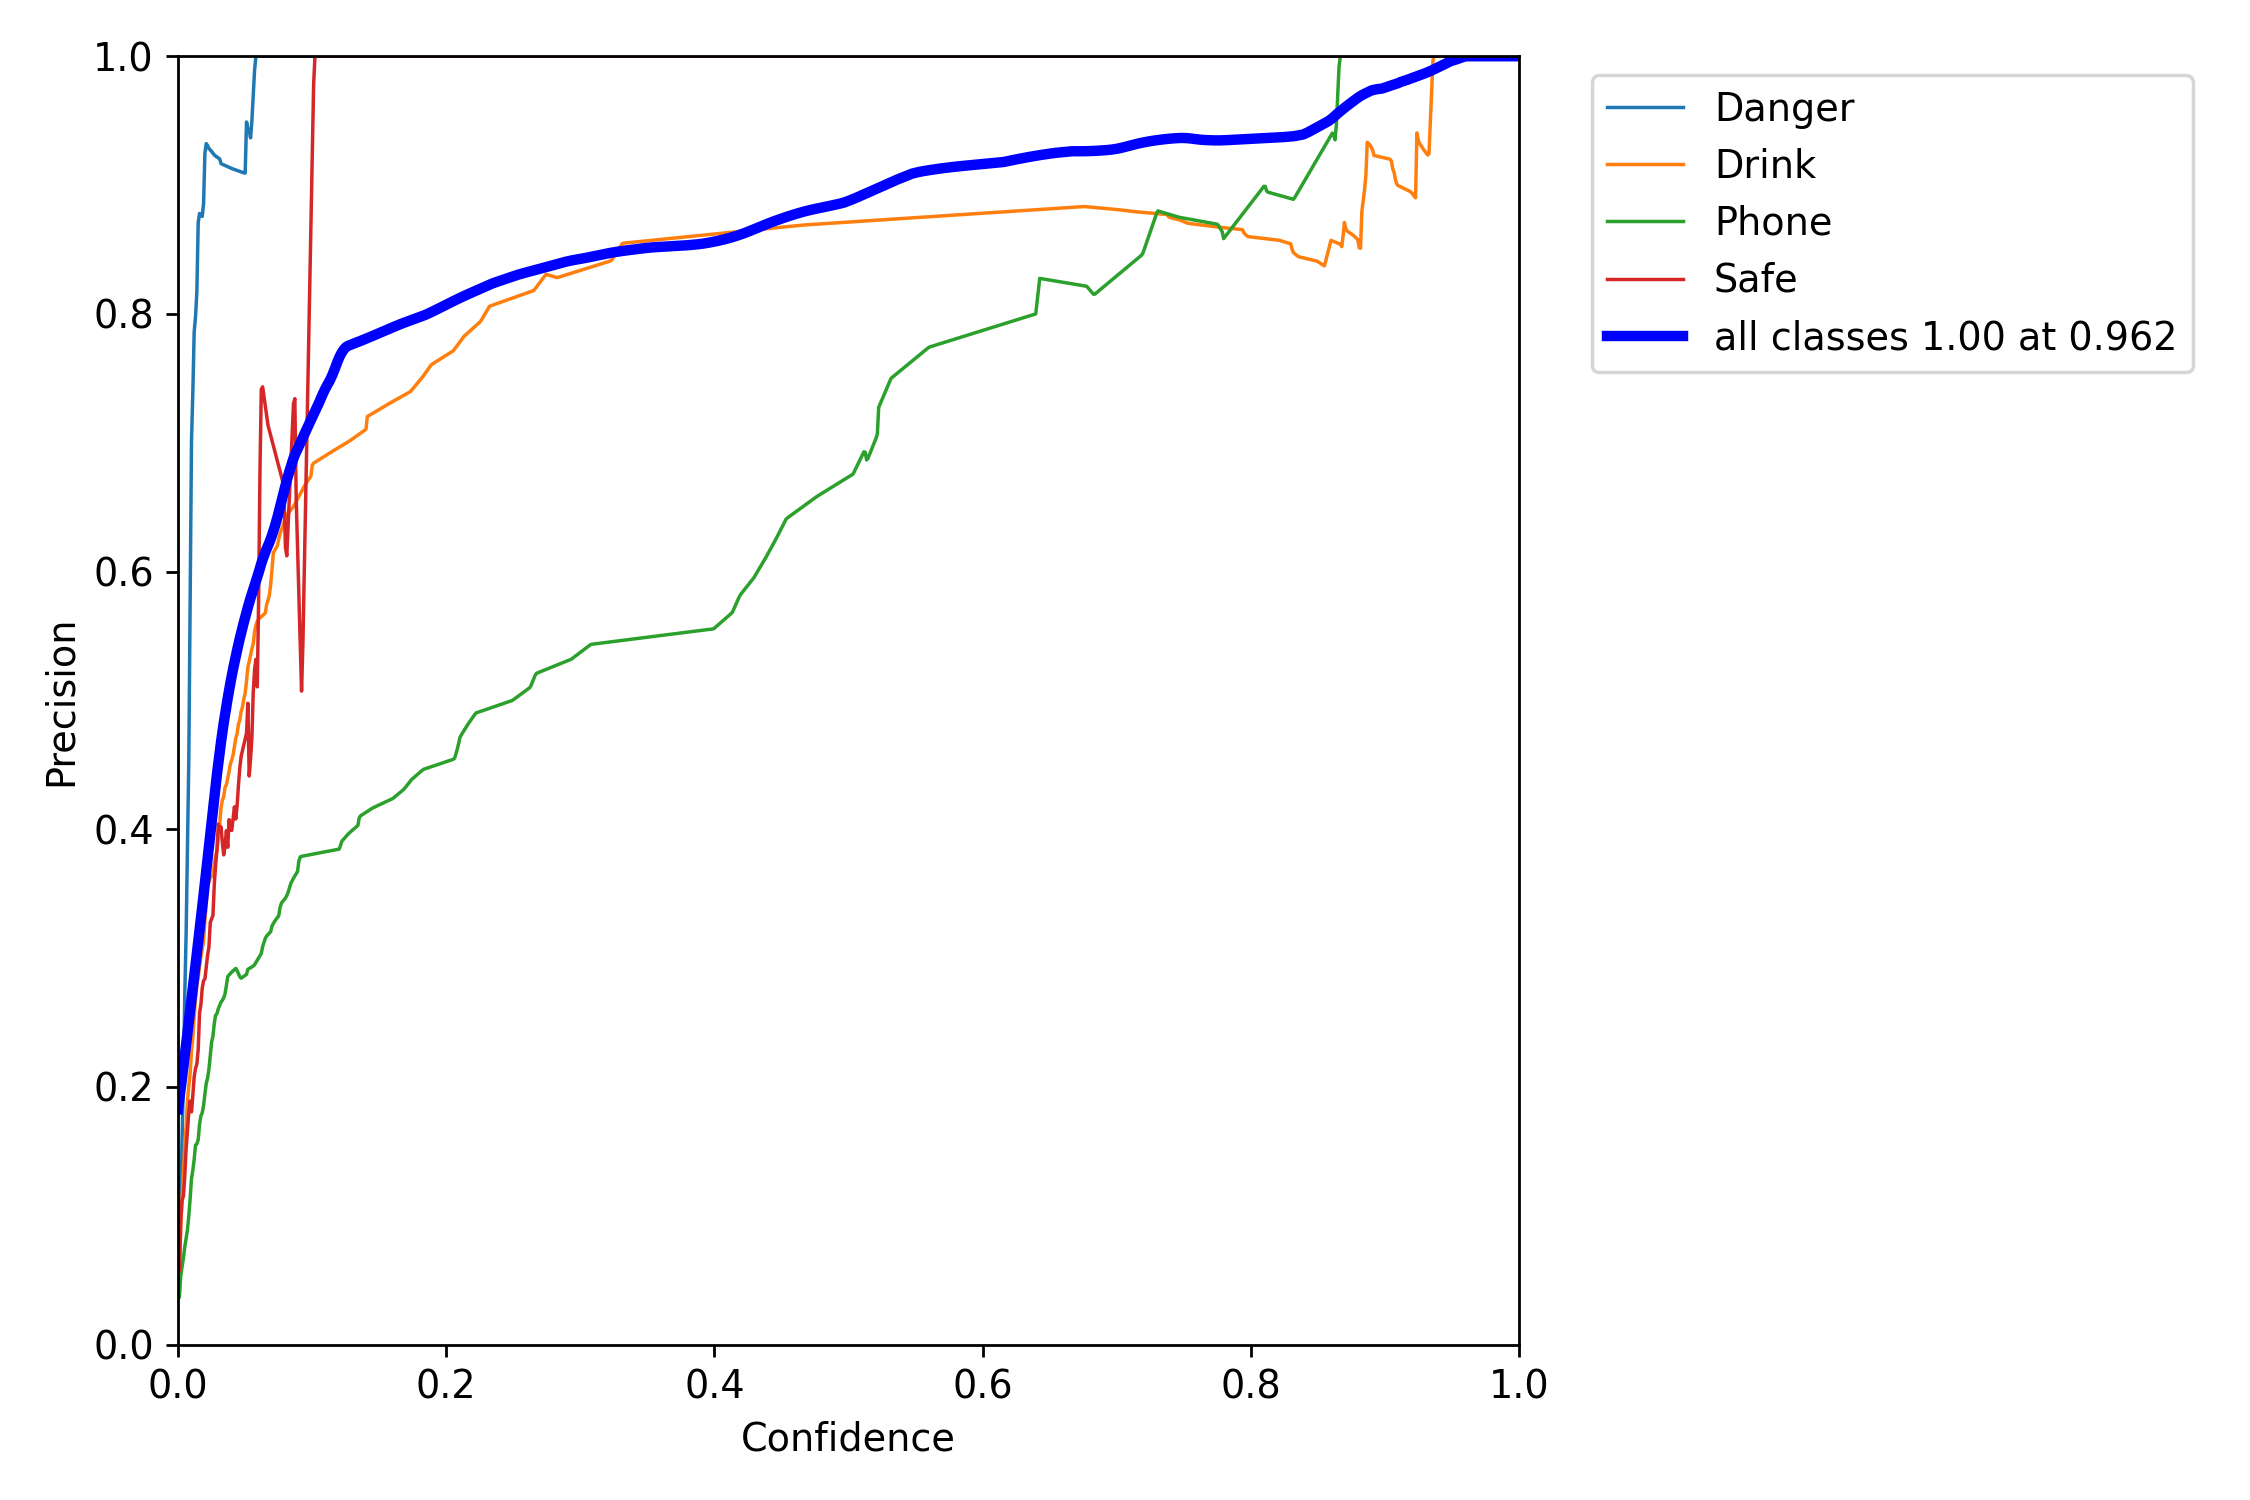 1.0
0.8
0.6
0.4
0.2
0.0
Precision
0.0 0.2 0.4 0.6 0.8 1.0
Confidence
Danger
Drink
Phone
Safe
all classes 1.00 at 0.962